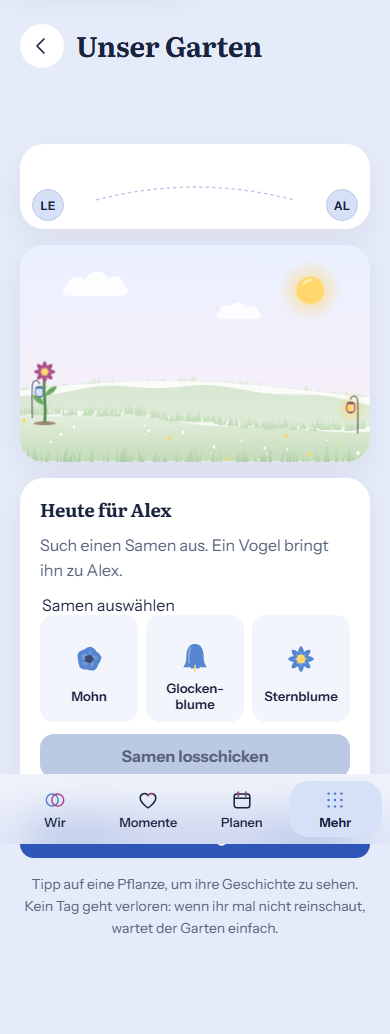 Unser Garten
LE
AL
Heute für Alex
Such einen Samen aus. Ein Vogel bringt
ihn zu Alex.
Samen auswählen
Mohn
Glocken-
blume
Sternblume
Samen losschicken
Wir
Momente
Planen
Mehr
Tipp auf eine Pflanze, um ihre Geschichte zu sehen.
Kein Tag geht verloren: wenn ihr mal nicht reinschaut,
wartet der Garten einfach.